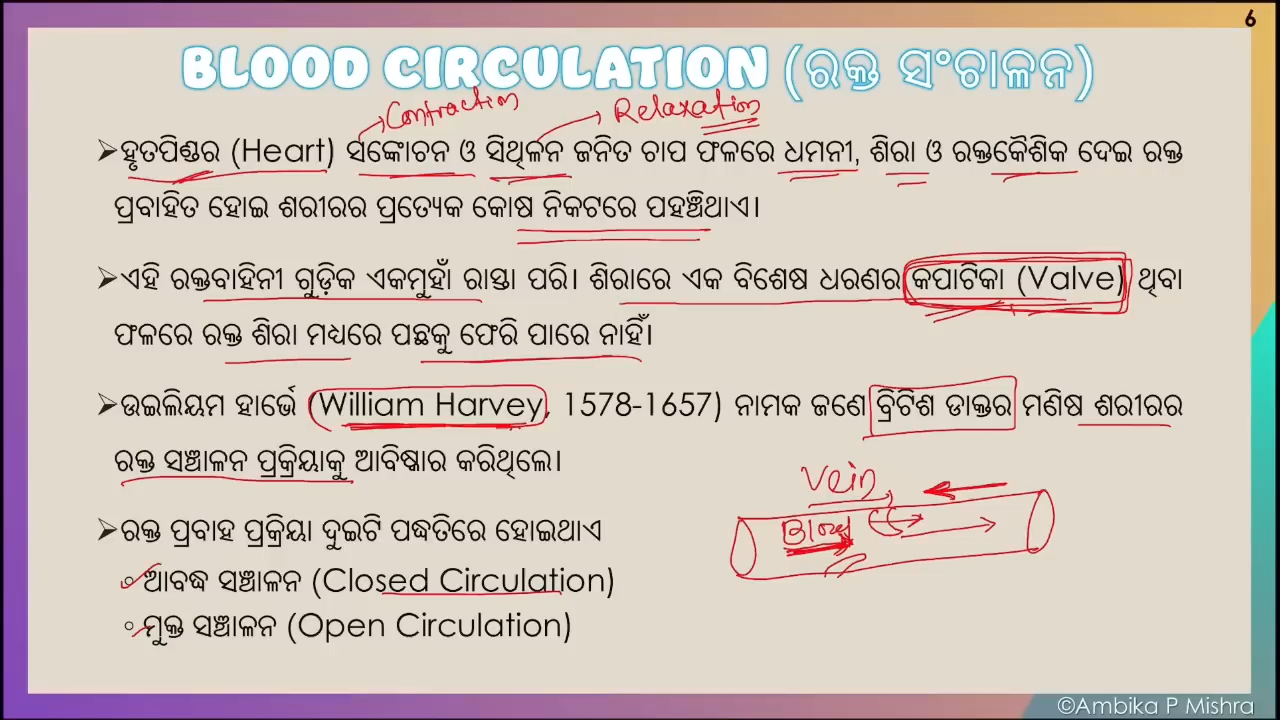 6
BLOOD CIRCULATION (ରକ୍ତ ସଂଚାଳନ)
Contraction
Relaxation
➢ହୃତପିଣ୍ଡର (Heart) ସଙ୍କୋଚନ ଓ ସିଥିଳନ ଜନିତ ଚାପ ଫଳରେ ଧମନୀ, ଶିରା ଓ ରକ୍ତକୈଶିକ ଦେଇ ରକ୍ତ
ପ୍ରବାହିତ ହୋଇ ଶରୀରର ପ୍ରତ୍ୟେକ କୋଷ ନିକଟରେ ପହଞ୍ଚିଥାଏ।
➢ଏହି ରକ୍ତବାହିନୀ ଗୁଡ଼ିକ ଏକମୁହାଁ ରାସ୍ତା ପରି। ଶିରାରେ ଏକ ବିଶେଷ ଧରଣର କପାଟିକା (Valve) ଥିବା
ଫଳରେ ରକ୍ତ ଶିରା ମଧ୍ୟରେ ପଛକୁ ଫେରି ପାରେ ନାହିଁ।
➢ଉଇଲିୟମ ହାର୍ଭେ (William Harvey, 1578-1657) ନାମକ ଜଣେ ବ୍ରିଟିଶ ଡାକ୍ତର ମଣିଷ ଶରୀରର
ରକ୍ତ ସଞ୍ଚାଳନ ପ୍ରକ୍ରିୟାକୁ ଆବିଷ୍କାର କରିଥିଲେ।
Vein
➢ରକ୍ତ ପ୍ରବାହ ପ୍ରକ୍ରିୟା ଦୁଇଟି ପଦ୍ଧତିରେ ହୋଇଥାଏ
◦ ଆବଦ୍ଧ ସଞ୍ଚାଳନ (Closed Circulation)
◦ ମୁକ୍ତ ସଞ୍ଚାଳନ (Open Circulation)
©Ambika P Mishra